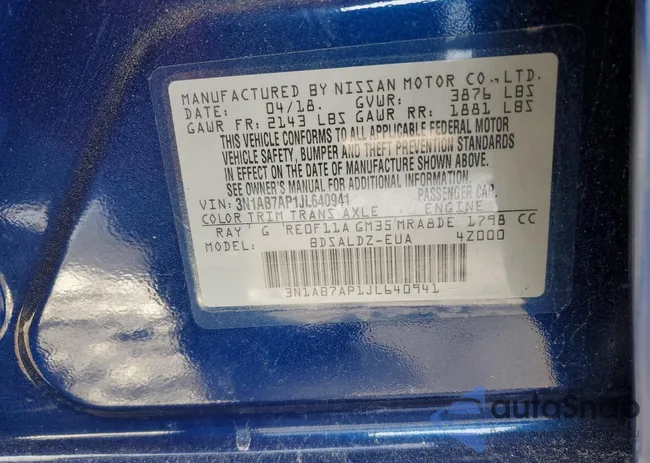 MANUFACTURED BY NISSAN MOTOR CO., LTD.
DATE: 04/18. GVUR: 3876 LBS
GAWR FR: 2143 LBS GAWR RR: 1881 LBS
THIS VEHICLE CONFORMS TO ALL APPLICABLE FEDERAL MOTOR
VEHICLE SAFETY, BUMPER AND THEFT PREVENTION STANDARDS
IN EFFECT ON THE DATE OF MANUFACTURE SHOWN ABOVE.
SEE OWNER'S MANUAL FOR ADDITIONAL INFORMATION.
VIN: 3N1AB7AP1JL640941 PASSENGER CAR
COLOR TRIM TRANS AXLE ENGINE
RAY G RE0F11A GM35 MRA8DE 1798 CC
MODEL: BDSALDZ-EUA 4Z000
3N1AB7AP1JL640941
autoSnap